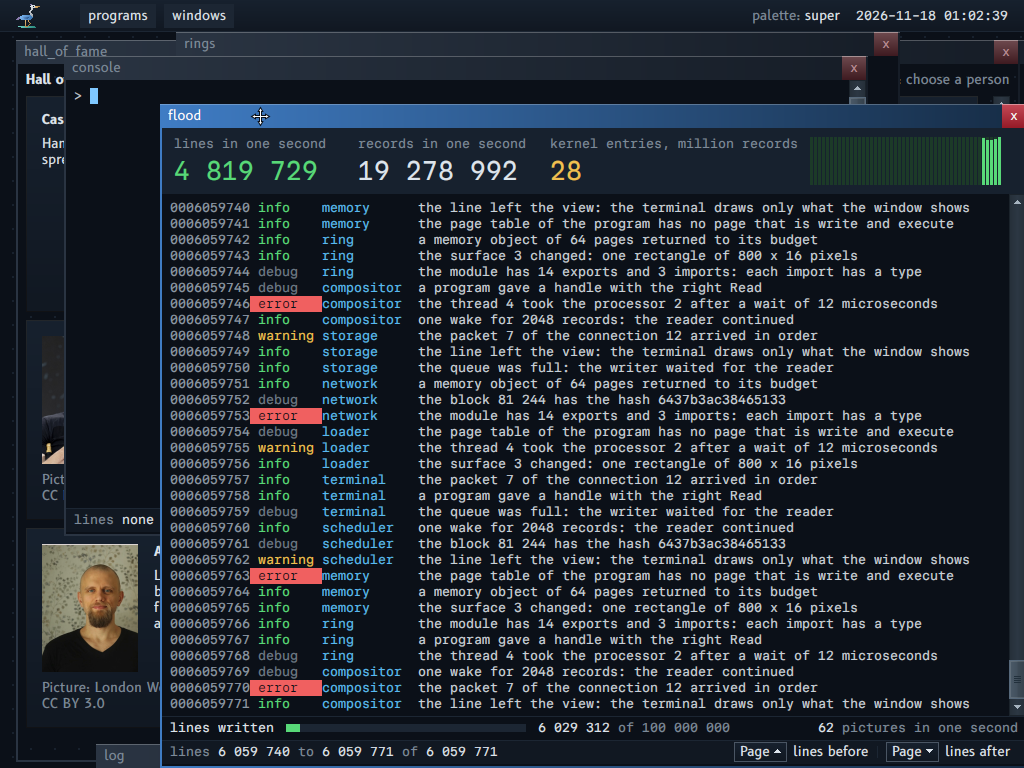 programs windows palette: super 2026-11-18 01:02:39
rings x
hall_of_fame x
console x
Hall o choose a person
>
flood x
Cas
Han
spre
lines in one second records in one second kernel entries, million records
4 819 729 19 278 992 28
0006059740 info memory the line left the view: the terminal draws only what the window shows
0006059741 info memory the page table of the program has no page that is write and execute
0006059742 info ring a memory object of 64 pages returned to its budget
0006059743 info ring the surface 3 changed: one rectangle of 800 x 16 pixels
0006059744 debug ring the module has 14 exports and 3 imports: each import has a type
0006059745 debug compositor a program gave a handle with the right Read
0006059746 error compositor the thread 4 took the processor 2 after a wait of 12 microseconds
0006059747 info compositor one wake for 2048 records: the reader continued
0006059748 warning storage the packet 7 of the connection 12 arrived in order
0006059749 info storage the line left the view: the terminal draws only what the window shows
0006059750 info storage the queue was full: the writer waited for the reader
0006059751 info network a memory object of 64 pages returned to its budget
0006059752 debug network the block 81 244 has the hash 6437b3ac38465133
0006059753 error network the module has 14 exports and 3 imports: each import has a type
0006059754 debug loader the page table of the program has no page that is write and execute
0006059755 warning loader the thread 4 took the processor 2 after a wait of 12 microseconds
0006059756 info loader the surface 3 changed: one rectangle of 800 x 16 pixels
0006059757 info terminal the packet 7 of the connection 12 arrived in order
0006059758 info terminal a program gave a handle with the right Read
0006059759 debug terminal the queue was full: the writer waited for the reader
0006059760 info scheduler one wake for 2048 records: the reader continued
0006059761 debug scheduler the block 81 244 has the hash 6437b3ac38465133
0006059762 warning scheduler the line left the view: the terminal draws only what the window shows
0006059763 error memory the page table of the program has no page that is write and execute
0006059764 info memory a memory object of 64 pages returned to its budget
0006059765 info memory the surface 3 changed: one rectangle of 800 x 16 pixels
0006059766 info ring the module has 14 exports and 3 imports: each import has a type
0006059767 info ring a program gave a handle with the right Read
0006059768 debug ring the thread 4 took the processor 2 after a wait of 12 microseconds
0006059769 debug compositor one wake for 2048 records: the reader continued
0006059770 error compositor the packet 7 of the connection 12 arrived in order
0006059771 info compositor the line left the view: the terminal draws only what the window shows
Pict
CC
lines none
Picture: London W
CC BY 3.0
log
lines written 6 029 312 of 100 000 000 62 pictures in one second
lines 6 059 740 to 6 059 771 of 6 059 771 Page lines before Page lines after